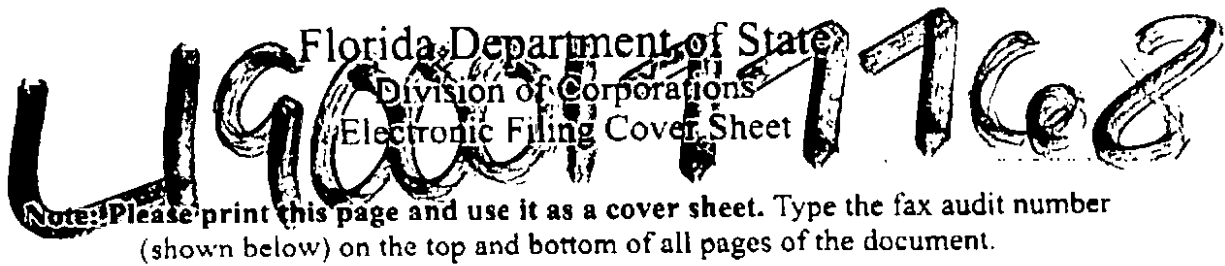 Florida Department of State
Division of Corporations
Electronic Filing Cover Sheet
Note: Please print this page and use it as a cover sheet. Type the fax audit number
(shown below) on the top and bottom of all pages of the document.